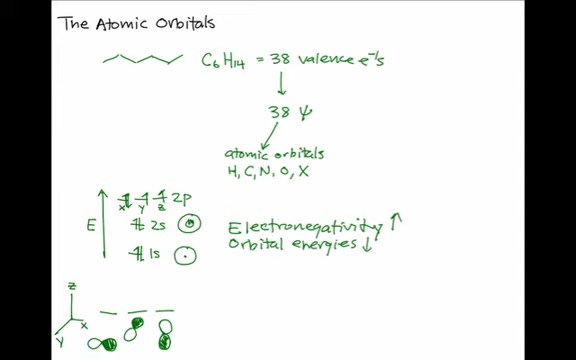 The Atomic Orbitals
C₆H₁₄ = 38 valence e⁻'s
38 ψ
atomic orbitals
H, C, N, O, X
2p
x y z
E
2s
1s
Electronegativity ↑
Orbital energies ↓
z
x
y